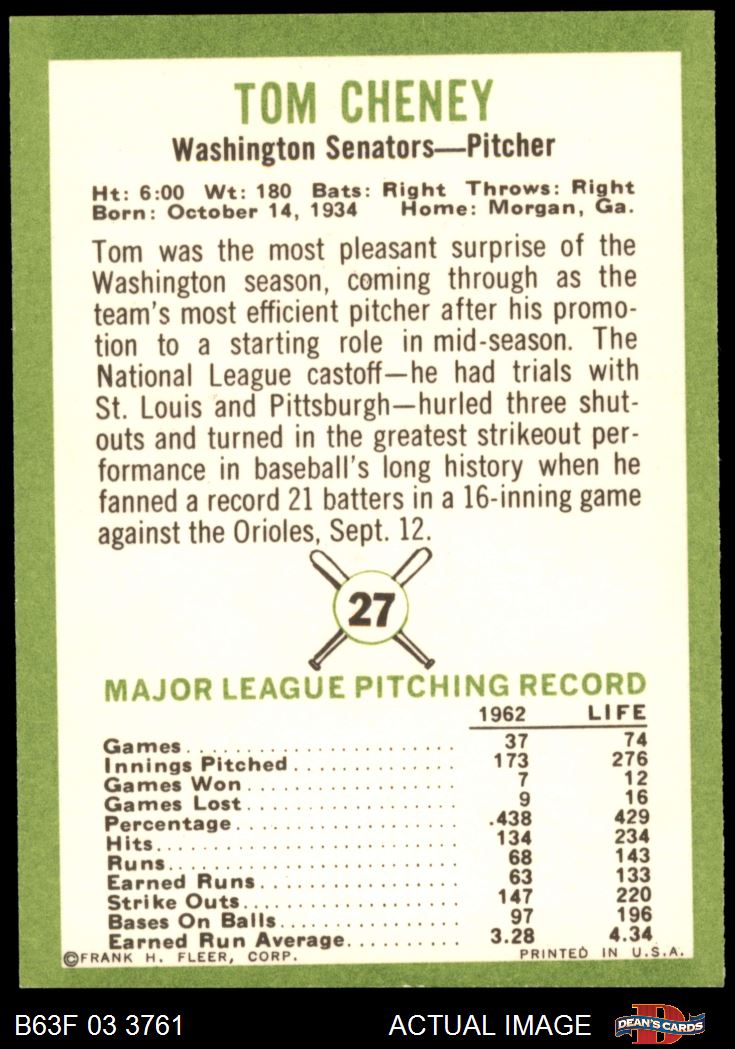 TOM CHENEY
Washington Senators—Pitcher
Ht: 6:00 Wt: 180 Bats: Right Throws: Right
Born: October 14, 1934 Home: Morgan, Ga.
Tom was the most pleasant surprise of the
Washington season, coming through as the
team's most efficient pitcher after his promo-
tion to a starting role in mid-season. The
National League castoff—he had trials with
St. Louis and Pittsburgh—hurled three shut-
outs and turned in the greatest strikeout per-
formance in baseball's long history when he
fanned a record 21 batters in a 16-inning game
against the Orioles, Sept. 12.
27
MAJOR LEAGUE PITCHING RECORD
1962 LIFE
Games 37 74
Innings Pitched 173 276
Games Won 7 12
Games Lost 9 16
Percentage .438 429
Hits 134 234
Runs 68 143
Earned Runs 63 133
Strike Outs 147 220
Bases On Balls 97 196
Earned Run Average 3.28 4.34
©FRANK H. FLEER, CORP. PRINTED IN U.S.A.
B63F 03 3761 ACTUAL IMAGE D DEAN'S CARDS